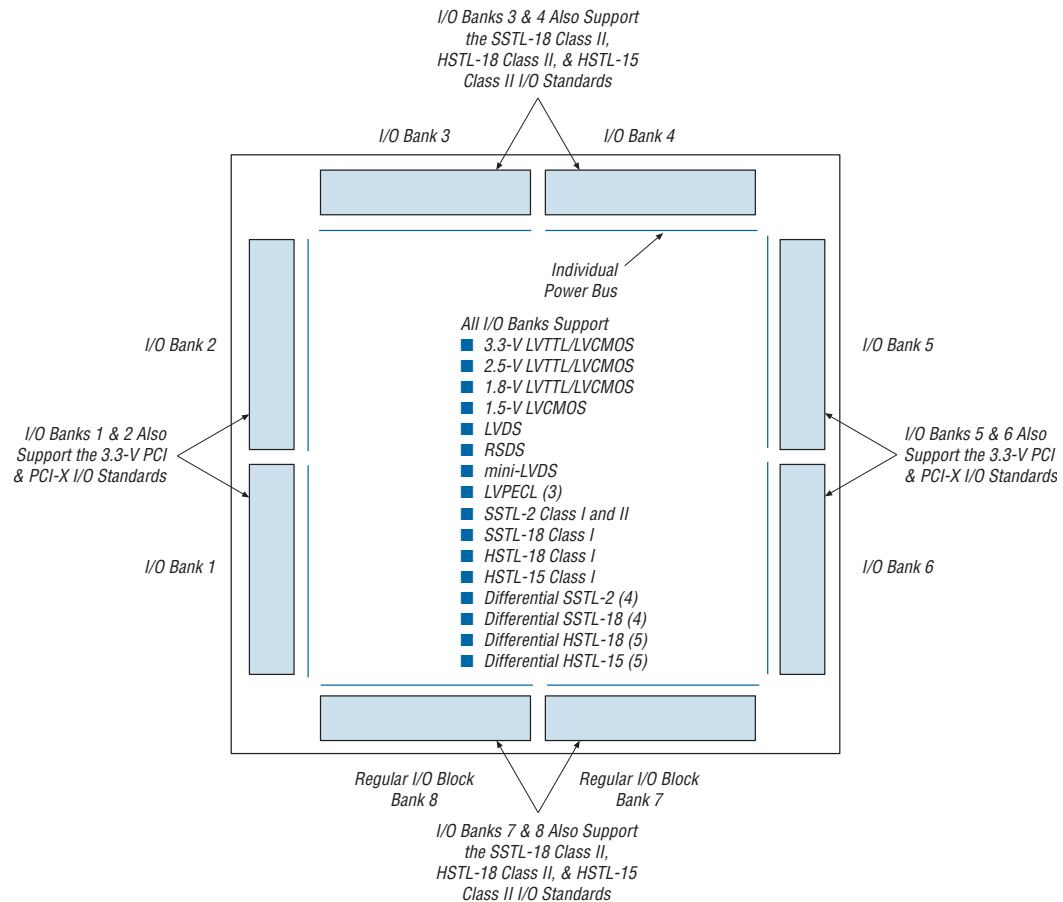 I/O Banks 3 & 4 Also Support
the SSTL-18 Class II,
HSTL-18 Class II, & HSTL-15
Class II I/O Standards
I/O Bank 3
I/O Bank 4
Individual
Power Bus
All I/O Banks Support
3.3-V LVTTL/LVCMOS
2.5-V LVTTL/LVCMOS
1.8-V LVTTL/LVCMOS
1.5-V LVCMOS
LVDS
RSDS
mini-LVDS
LVPECL (3)
SSTL-2 Class I and II
SSTL-18 Class I
HSTL-18 Class I
HSTL-15 Class I
Differential SSTL-2 (4)
Differential SSTL-18 (4)
Differential HSTL-18 (5)
Differential HSTL-15 (5)
I/O Bank 2
I/O Banks 1 & 2 Also
Support the 3.3-V PCI
& PCI-X I/O Standards
I/O Bank 1
I/O Bank 5
I/O Banks 5 & 6 Also
Support the 3.3-V PCI
& PCI-X I/O Standards
I/O Bank 6
Regular I/O Block
Bank 8
Regular I/O Block
Bank 7
I/O Banks 7 & 8 Also Support
the SSTL-18 Class II,
HSTL-18 Class II, & HSTL-15
Class II I/O Standards